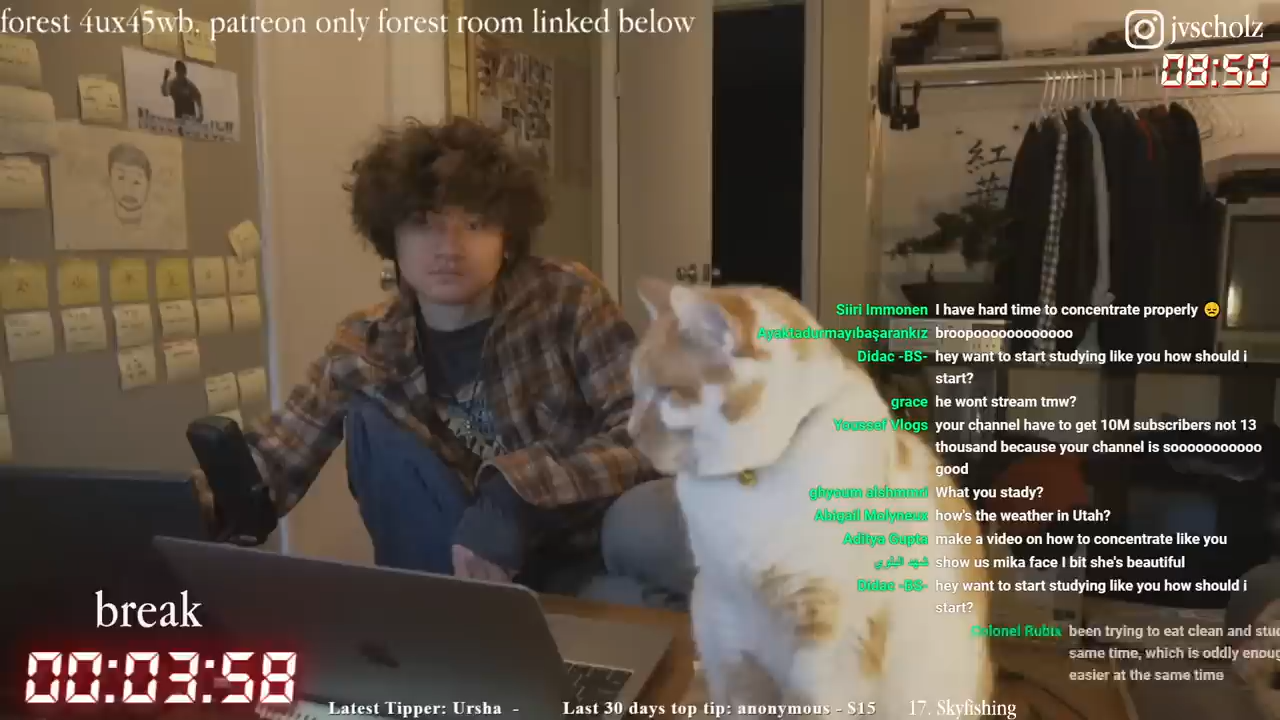 forest 4ux45wb. patreon only forest room linked below
jvscholz
08:50
紅
葉
Siiri Immonen I have hard time to concentrate properly 😔
Ayaktadurmayıbaşarankız broopoooooooooooo
Didac -BS- hey want to start studying like you how should i
start?
grace he wont stream tmw?
Youssef Vlogs your channel have to get 10M subscribers not 13
thousand because your channel is sooooooooooo
good
ghyoum alshmmri What you stady?
Abigail Molyneux how's the weather in Utah?
Aditya Gupta make a video on how to concentrate like you
show us mika face I bit she's beautiful
Didac -BS- hey want to start studying like you how should i
start?
Colonel Rubix been trying to eat clean and stud
same time, which is oddly enoug
easier at the same time
break
00:03:58
Latest Tipper: Ursha -
Last 30 days top tip: anonymous - $15
17. Skyfishing